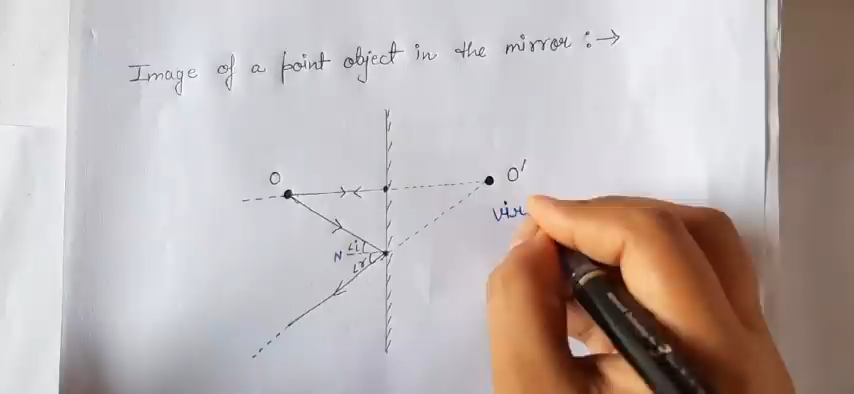 Image of a point object in the mirror :→
O
O'
vir
N ∠i
∠r